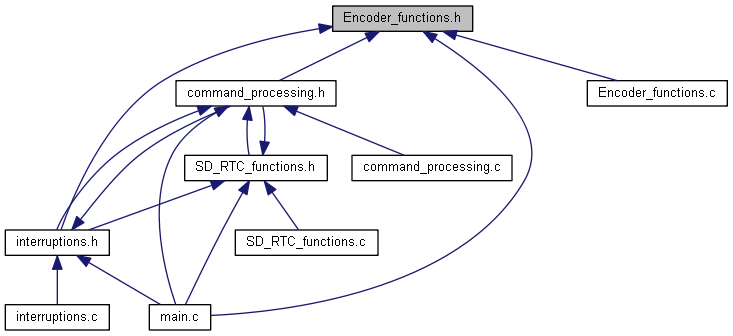 Encoder_functions.h
command_processing.h
Encoder_functions.c
SD_RTC_functions.h
command_processing.c
interruptions.h
SD_RTC_functions.c
interruptions.c
main.c